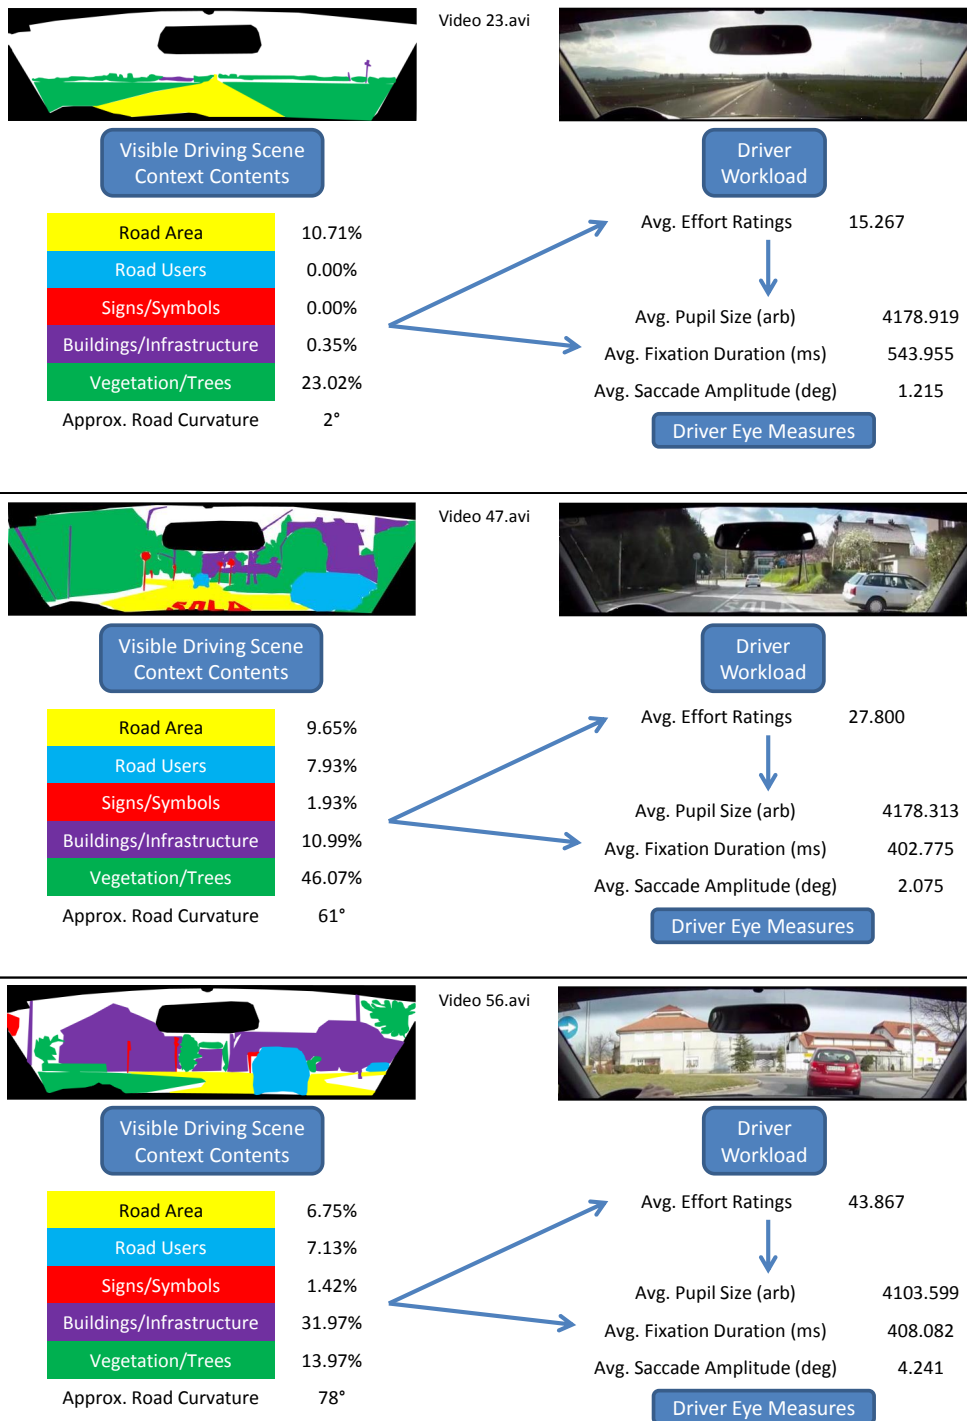 Video 23.avi
Visible Driving Scene
Context Contents
Driver
Workload
Road Area 10.71%
Road Users 0.00%
Signs/Symbols 0.00%
Buildings/Infrastructure 0.35%
Vegetation/Trees 23.02%
Approx. Road Curvature 2°
Avg. Effort Ratings 15.267
Avg. Pupil Size (arb) 4178.919
Avg. Fixation Duration (ms) 543.955
Avg. Saccade Amplitude (deg) 1.215
Driver Eye Measures
Video 47.avi
SOLA
Visible Driving Scene
Context Contents
Driver
Workload
Road Area 9.65%
Road Users 7.93%
Signs/Symbols 1.93%
Buildings/Infrastructure 10.99%
Vegetation/Trees 46.07%
Approx. Road Curvature 61°
Avg. Effort Ratings 27.800
Avg. Pupil Size (arb) 4178.313
Avg. Fixation Duration (ms) 402.775
Avg. Saccade Amplitude (deg) 2.075
Driver Eye Measures
Video 56.avi
Visible Driving Scene
Context Contents
Driver
Workload
Road Area 6.75%
Road Users 7.13%
Signs/Symbols 1.42%
Buildings/Infrastructure 31.97%
Vegetation/Trees 13.97%
Approx. Road Curvature 78°
Avg. Effort Ratings 43.867
Avg. Pupil Size (arb) 4103.599
Avg. Fixation Duration (ms) 408.082
Avg. Saccade Amplitude (deg) 4.241
Driver Eye Measures